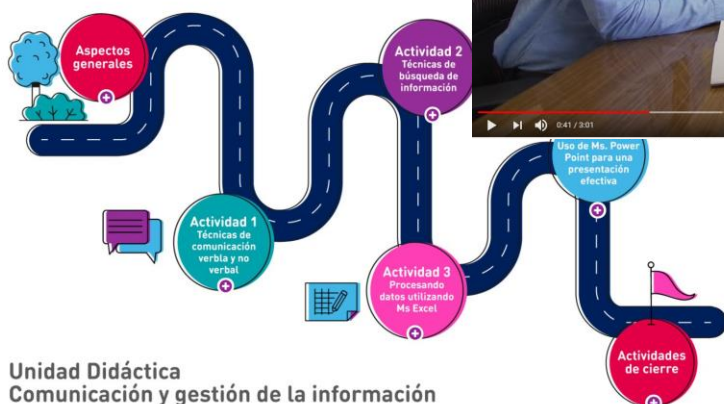 Aspectos
generales
Actividad 2
Técnicas de
búsqueda de
información
0:41 / 3:01
Uso de Ms. Power
Point para una
presentación
efectiva
Actividad 1
Técnicas de
comunicación
verbla y no
verbal
Actividad 3
Procesando
datos utilizando
Ms Excel
Actividades
de cierre
Unidad Didáctica
Comunicación y gestión de la información